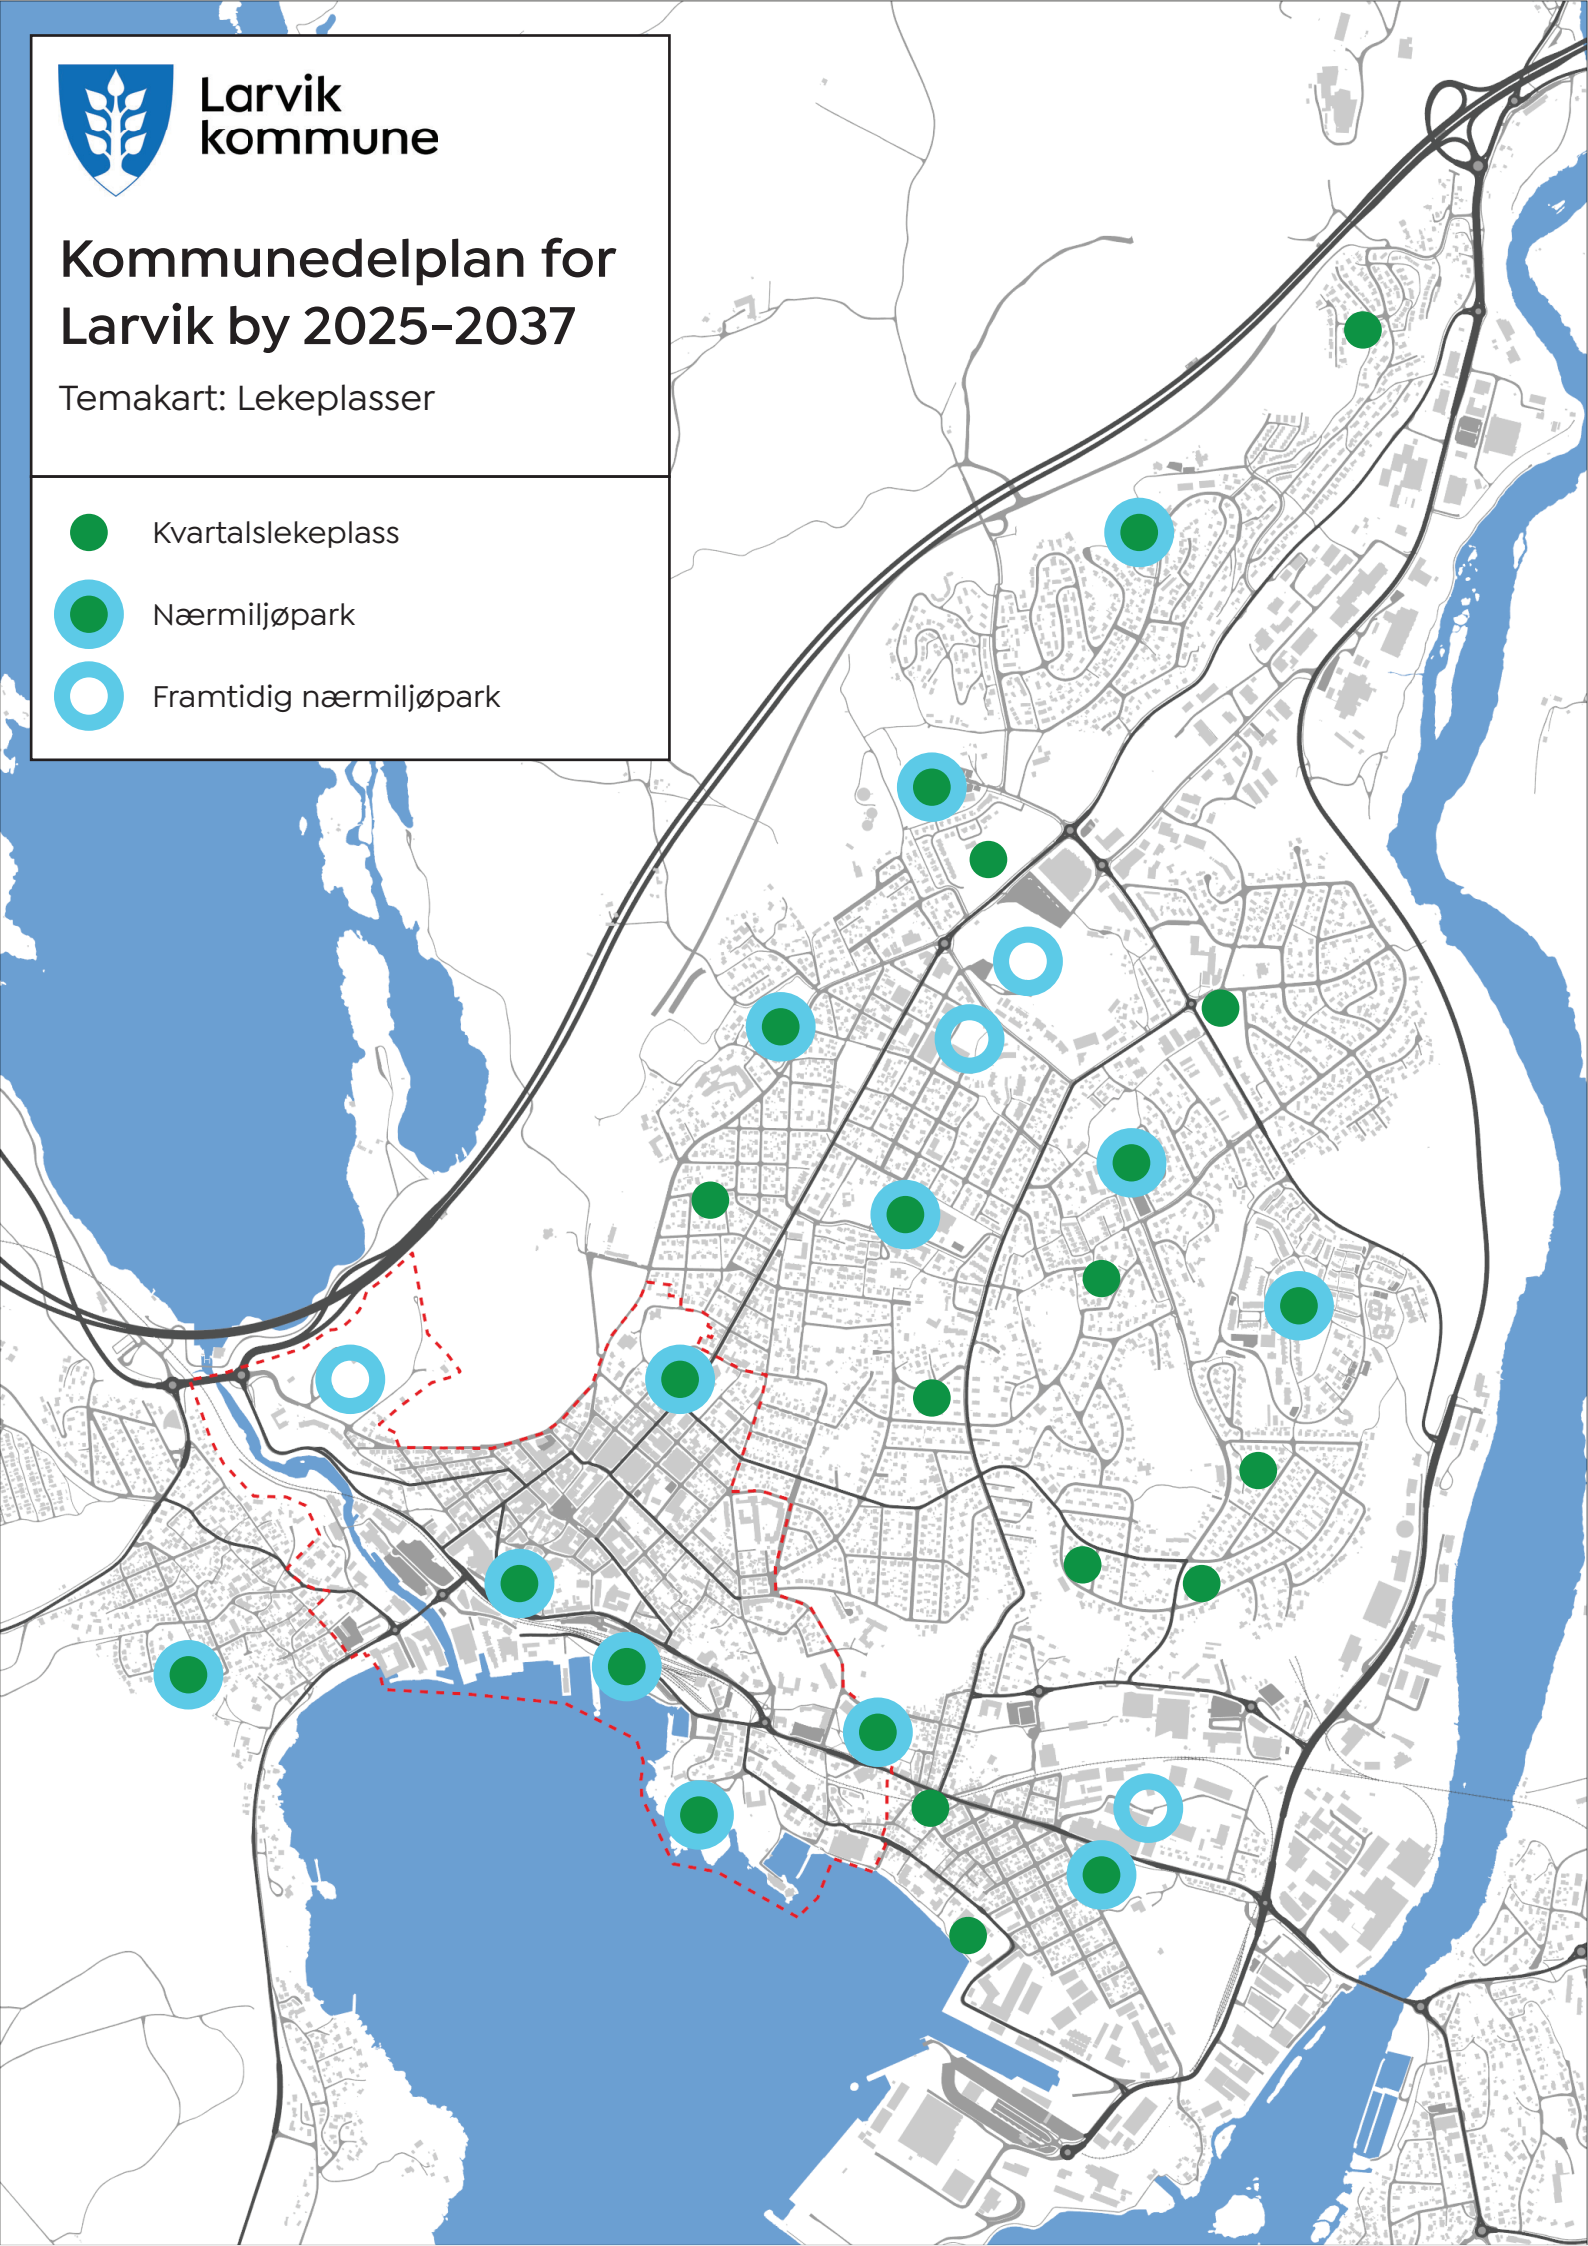 Larvik
kommune
Kommunedelplan for
Larvik by 2025-2037
Temakart: Lekeplasser
Kvartalslekeplass
Nærmiljøpark
Framtidig nærmiljøpark